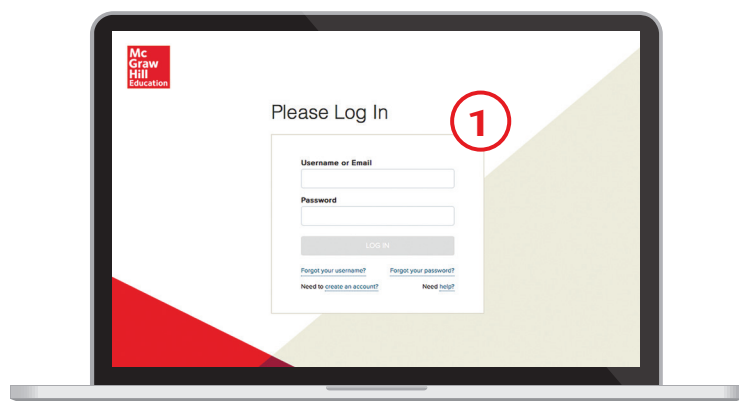 Mc
Graw
Hill
Education
Please Log In
1
Username or Email
Password
LOG IN
Forgot your username? Forgot your password?
Need to create an account? Need help?